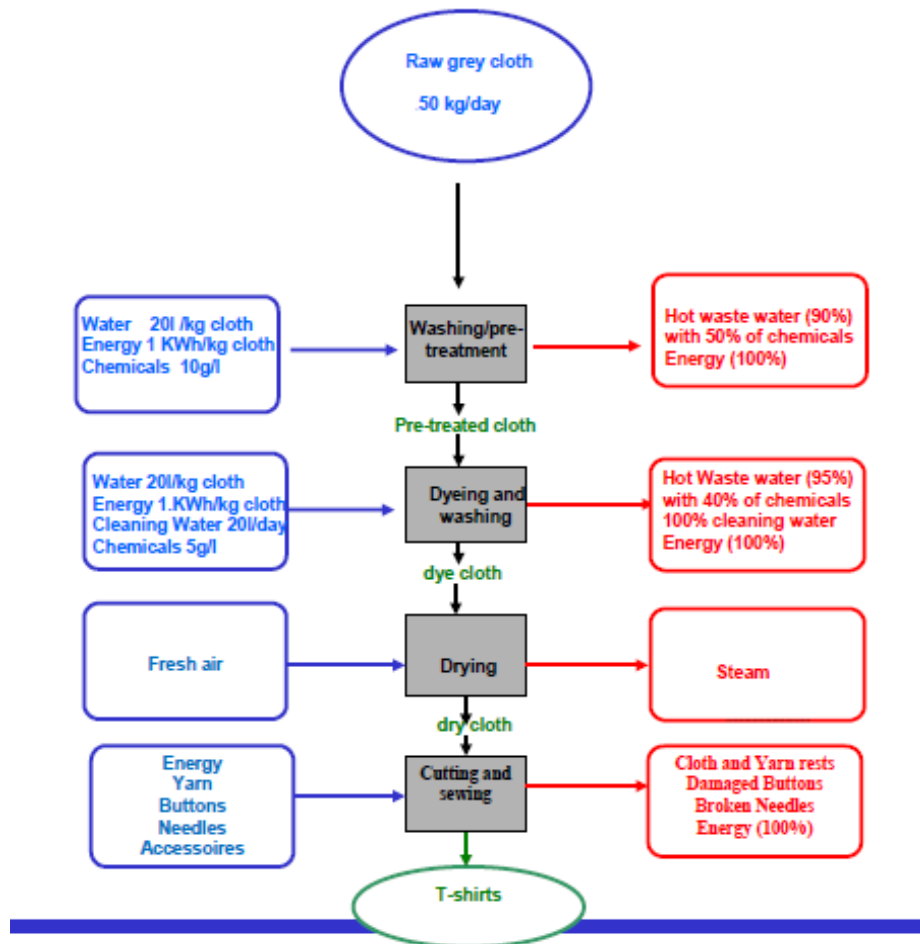 Raw grey cloth
50 kg/day
Water 20l /kg cloth
Energy 1 KWh/kg cloth
Chemicals 10g/l
Washing/pre-
treatment
Hot waste water (90%)
with 50% of chemicals
Energy (100%)
Pre-treated cloth
Water 20l/kg cloth
Energy 1.KWh/kg cloth
Cleaning Water 20l/day
Chemicals 5g/l
Dyeing and
washing
Hot Waste water (95%)
with 40% of chemicals
100% cleaning water
Energy (100%)
dye cloth
Fresh air
Drying
Steam
dry cloth
Energy
Yarn
Buttons
Needles
Accessoires
Cutting and
sewing
Cloth and Yarn rests
Damaged Buttons
Broken Needles
Energy (100%)
T-shirts